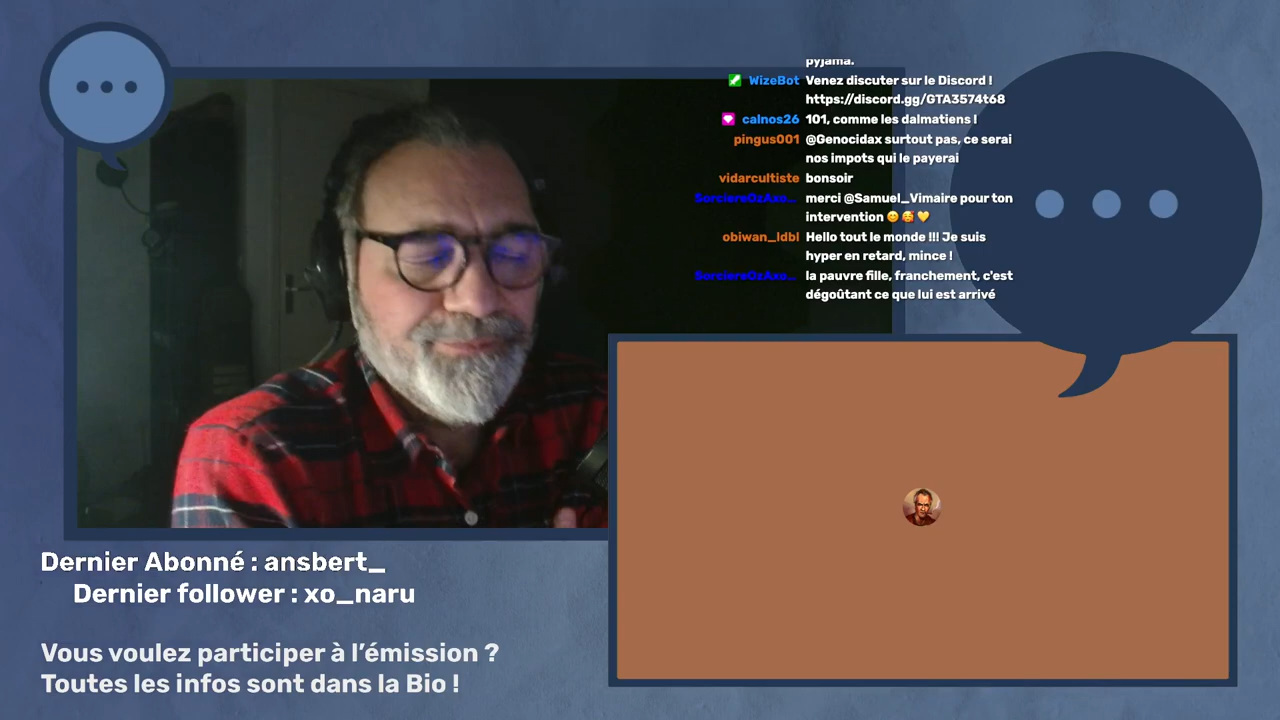 pyjama.
WizeBot Venez discuter sur le Discord !
https://discord.gg/GTA3574t68
calnos26 101, comme les dalmatiens !
pingus001 @Genocidax surtout pas, ce serai
nos impots qui le payerai
vidarcultiste bonsoir
SorciereOzAxo... merci @Samuel_Vimaire pour ton
intervention 😊🥰💛
obiwan_ldbl Hello tout le monde !!! Je suis
hyper en retard, mince !
SorciereOzAxo... la pauvre fille, franchement, c'est
dégoûtant ce que lui est arrivé
Dernier Abonné : ansbert_
Dernier follower : xo_naru
Vous voulez participer à l'émission ?
Toutes les infos sont dans la Bio !